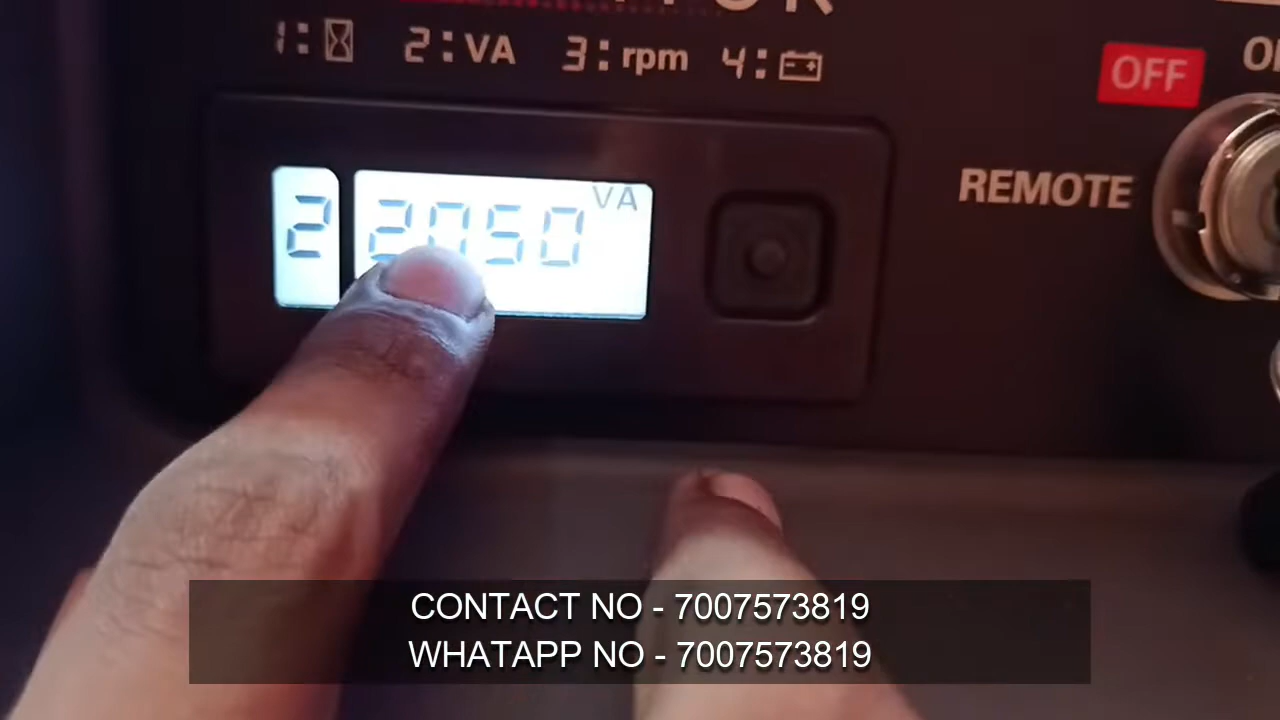 1: 2:VA 3:rpm 4:
OFF
REMOTE
2 2050 VA
CONTACT NO - 7007573819
WHATAPP NO - 7007573819